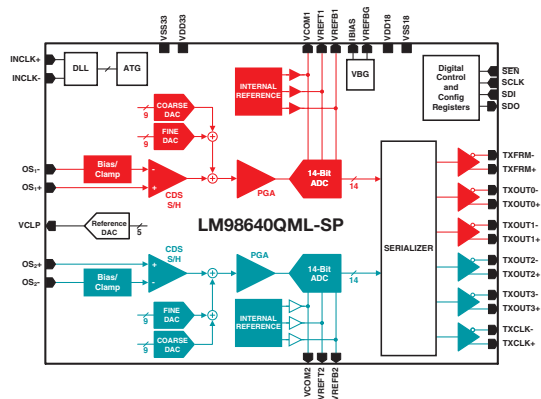 VSS33
VDD33
VCOM1
VREFT1
VREFB1
IBIAS
VREFBG
VDD18
VSS18
INCLK+
INCLK-
DLL
ATG
VBG
Digital
Control
and
Config
Registers
SEN
SCLK
SDI
SDO
COARSE
DAC
9
FINE
DAC
9
INTERNAL
REFERENCE
OS1-
OS1+
Bias/
Clamp
-
+
CDS
S/H
PGA
14-Bit
ADC
14
SERIALIZER
TXFRM-
TXFRM+
TXOUT0-
TXOUT0+
TXOUT1-
TXOUT1+
TXOUT2-
TXOUT2+
TXOUT3-
TXOUT3+
TXCLK-
TXCLK+
VCLP
Reference
DAC
5
LM98640QML-SP
OS2+
OS2-
Bias/
Clamp
+
-
CDS
S/H
PGA
14-Bit
ADC
14
FINE
DAC
9
COARSE
DAC
9
INTERNAL
REFERENCE
VCOM2
VREFT2
VREFB2